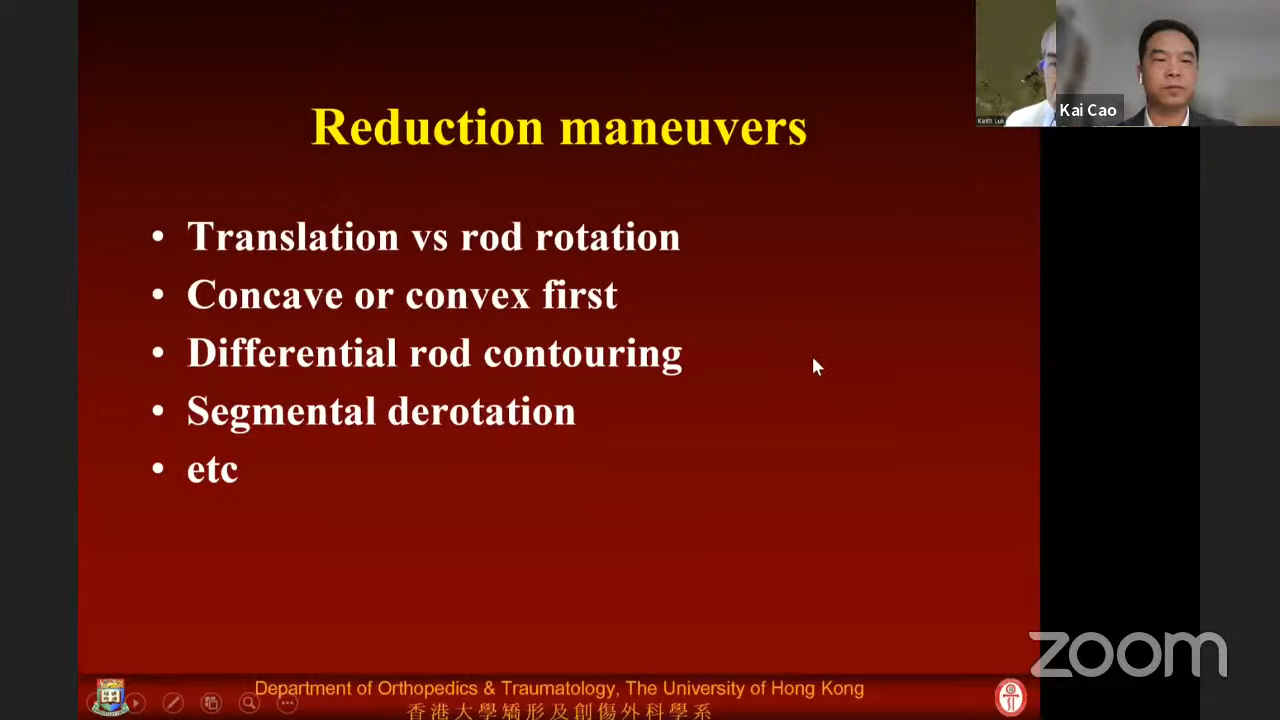 Reduction maneuvers
Keith Luk
Kai Cao
• Translation vs rod rotation
• Concave or convex first
• Differential rod contouring
• Segmental derotation
• etc
zoom
Department of Orthopedics & Traumatology, The University of Hong Kong
香港大學矯形及創傷外科學系